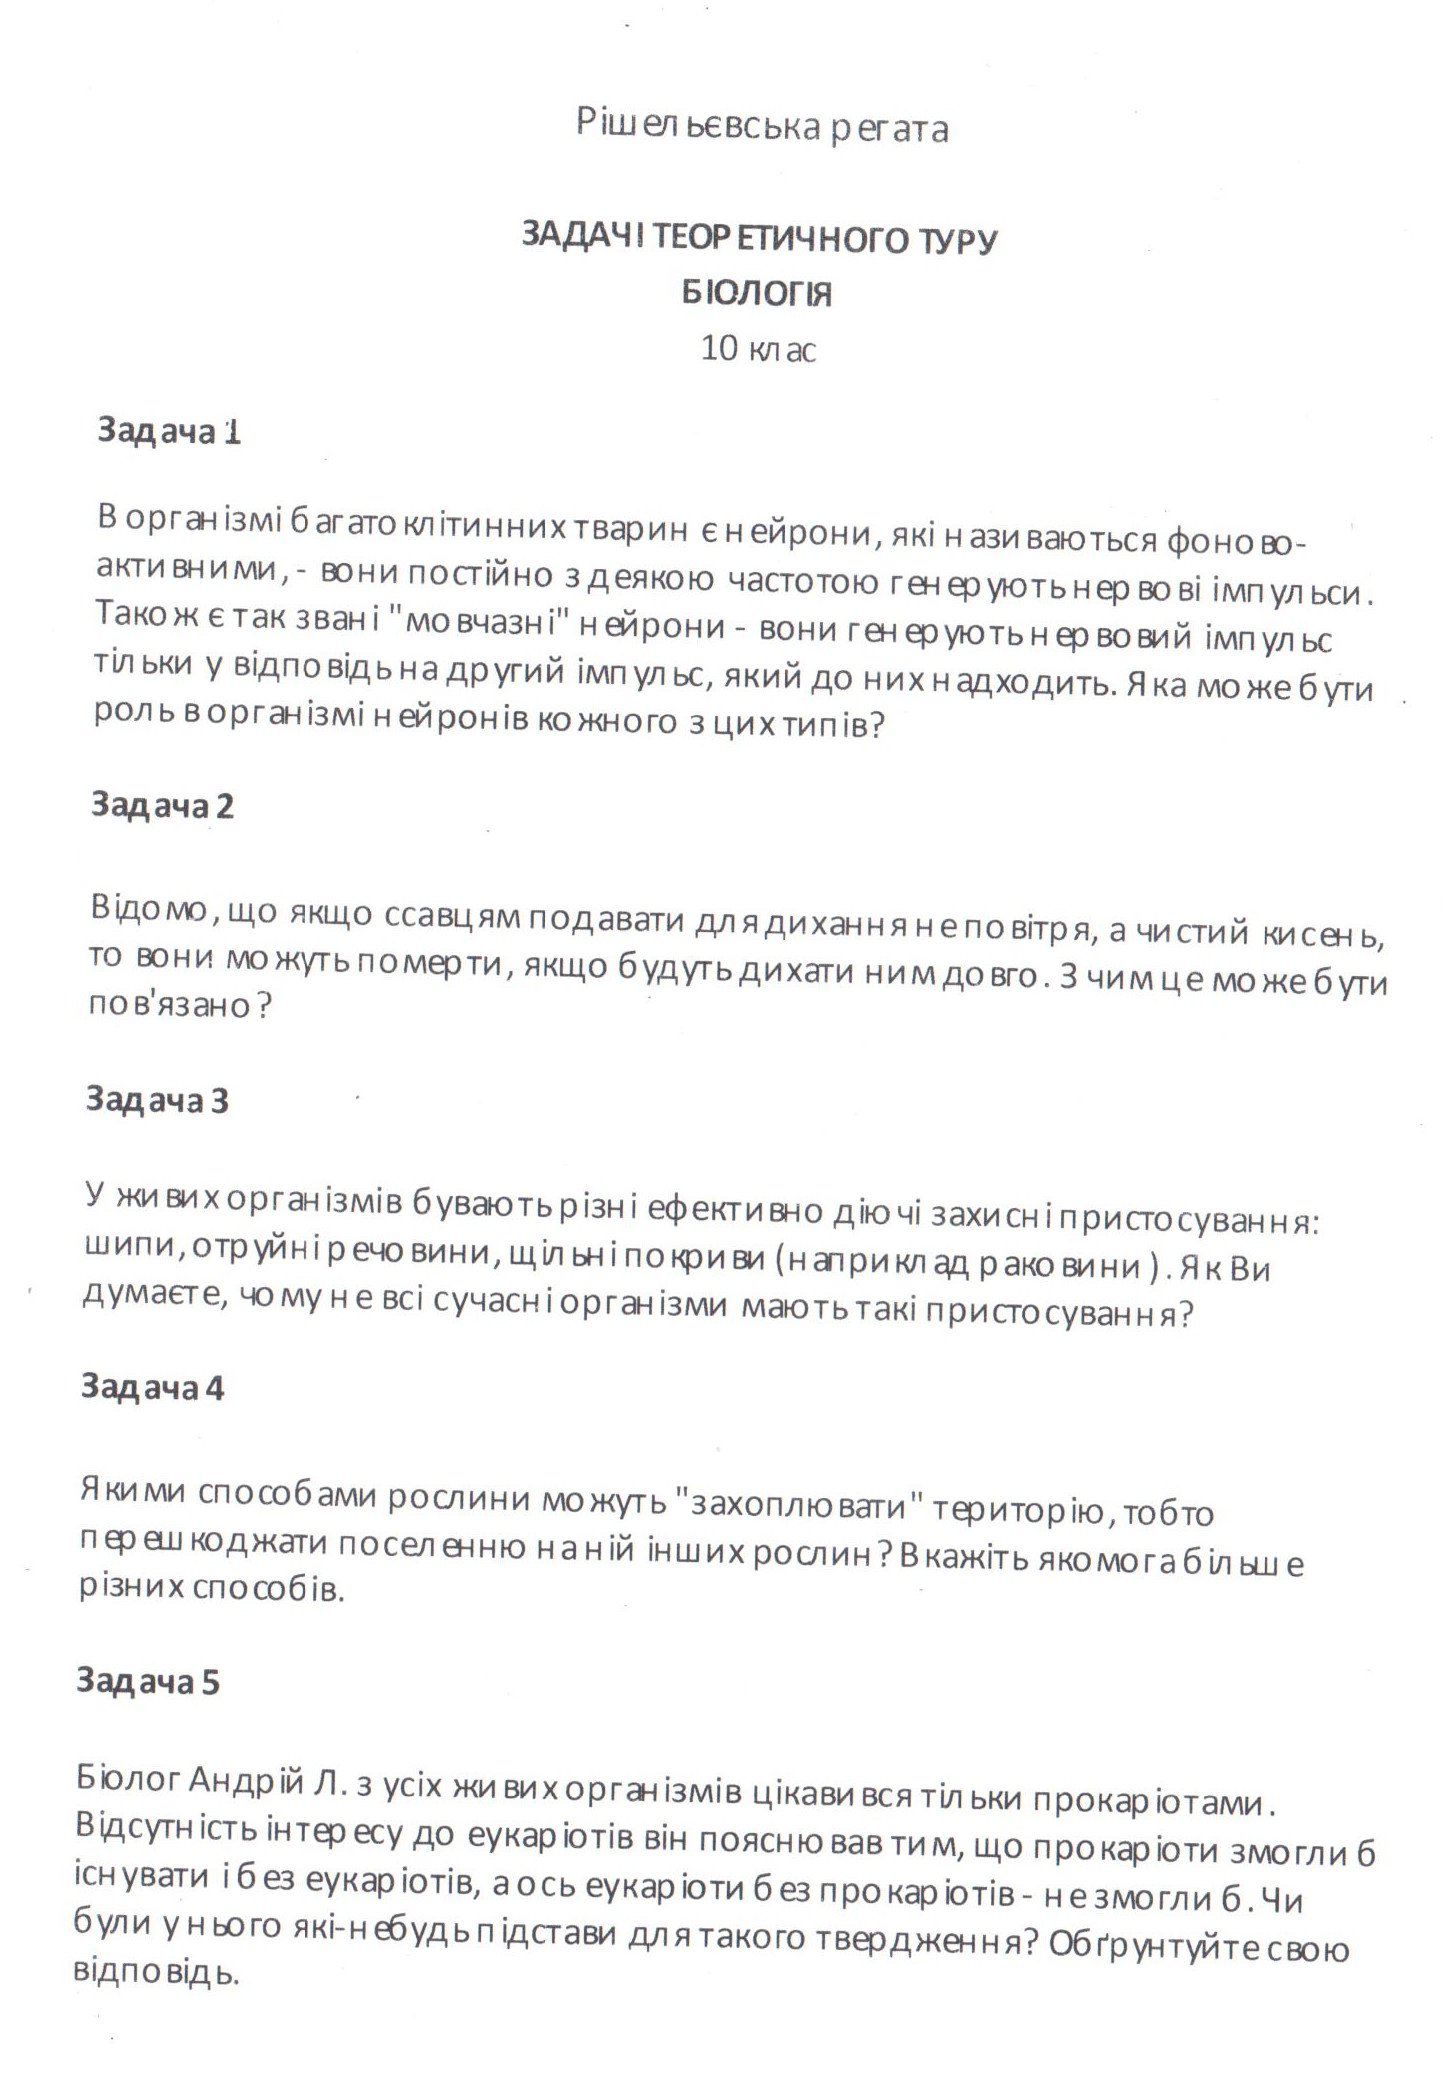 Рішельєвська регата
ЗАДАЧІ ТЕОРЕТИЧНОГО ТУРУ
БІОЛОГІЯ
10 клас
Задача 1
В організмі багатоклітинних тварин є нейрони, які називаються фоново-
активними, - вони постійно з деякою частотою генерують нервові імпульси.
Також є так звані "мовчазні" нейрони - вони генерують нервовий імпульс
тільки у відповідь на другий імпульс, який до них надходить. Яка може бути
роль в організмі нейронів кожного з цих типів?
Задача 2
Відомо, що якщо ссавцям подавати для дихання не повітря, а чистий кисень,
то вони можуть померти, якщо будуть дихати ним довго. З чим це може бути
пов'язано?
Задача 3
У живих організмів бувають різні ефективно діючі захисні пристосування:
шипи, отруйні речовини, щільні покриви (наприклад раковини). Як Ви
думаєте, чому не всі сучасні організми мають такі пристосування?
Задача 4
Якими способами рослини можуть "захоплювати" територію, тобто
перешкоджати поселенню на ній інших рослин? Вкажіть якомога більше
різних способів.
Задача 5
Біолог Андрій Л. з усіх живих організмів цікавився тільки прокаріотами.
Відсутність інтересу до еукаріотів він пояснював тим, що прокаріоти змогли б
існувати і без еукаріотів, а ось еукаріоти без прокаріотів - не змогли б. Чи
були у нього які-небудь підстави для такого твердження? Обґрунтуйте свою
відповідь.